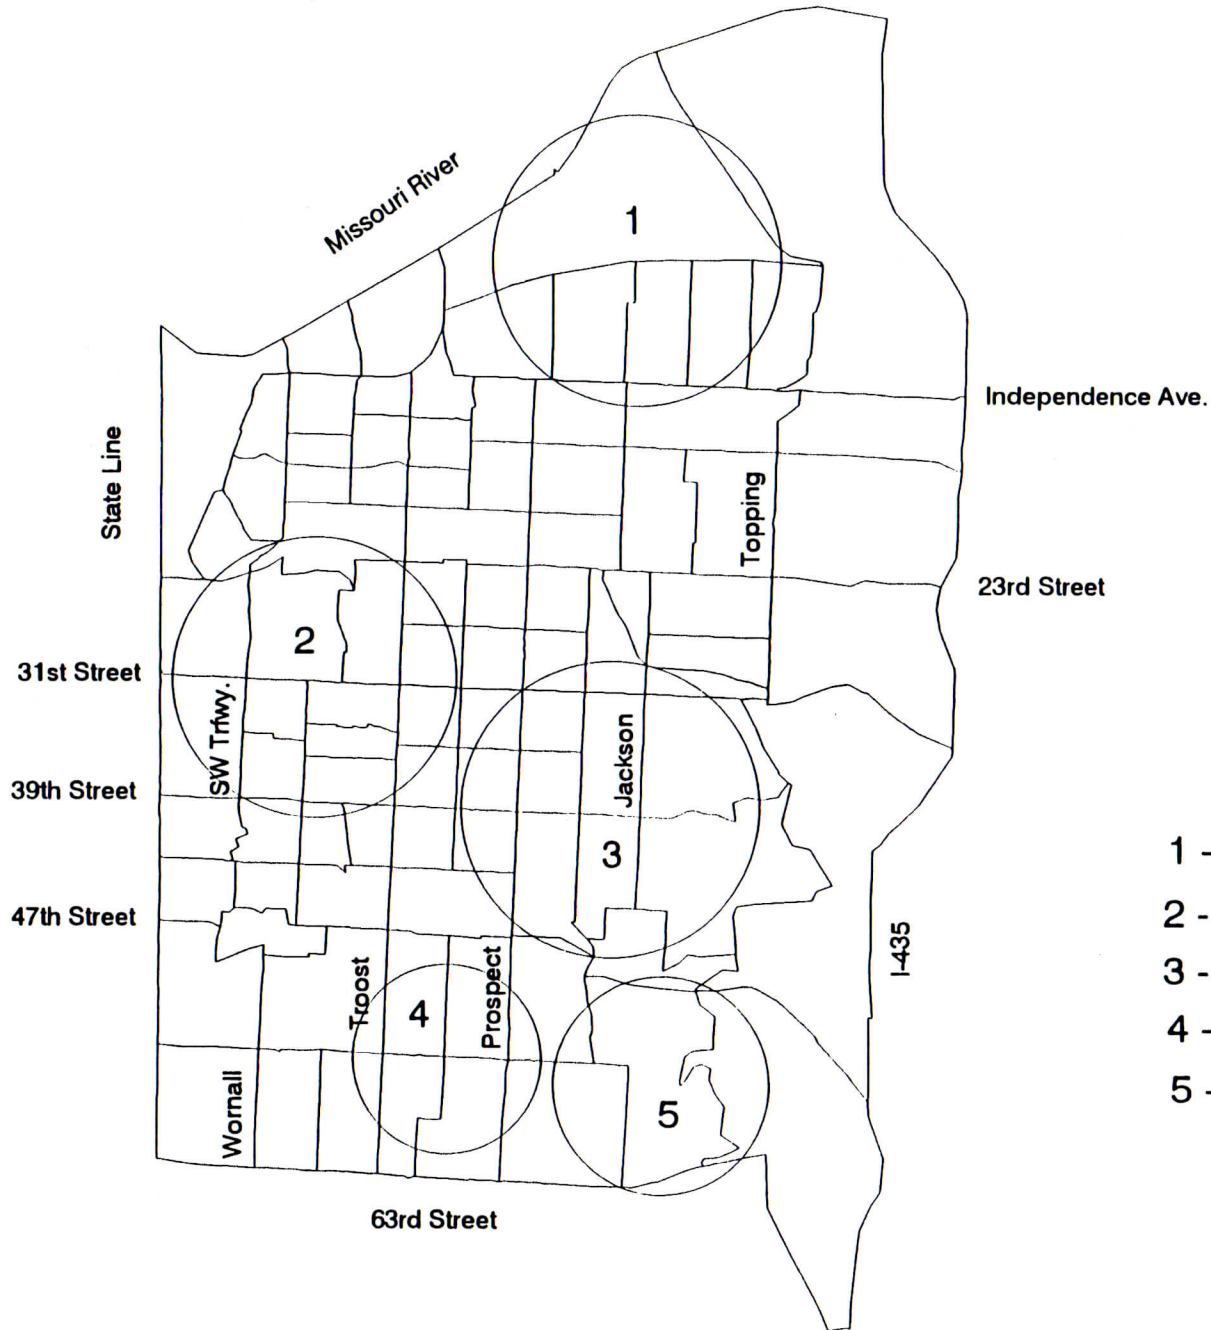 Missouri River
1
Independence Ave.
State Line
Topping
23rd Street
2
31st Street
SW Trfwy.
Jackson
39th Street
3
47th Street
I-435
Troost
4
Prospect
Wornall
5
63rd Street
1 -
2 -
3 -
4 -
5 -